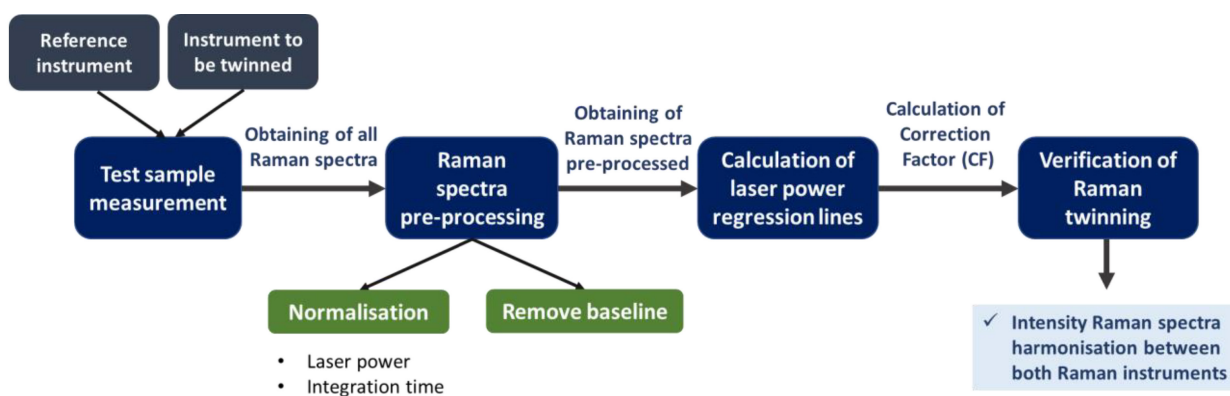 Reference
instrument
Instrument to
be twinned
Test sample
measurement
Obtaining of all
Raman spectra
Raman
spectra
pre-processing
Obtaining of
Raman spectra
pre-processed
Calculation of
laser power
regression lines
Calculation of
Correction
Factor (CF)
Verification of
Raman
twinning
Normalisation
Remove baseline
• Laser power
• Integration time
✓ Intensity Raman spectra
harmonisation between
both Raman instruments